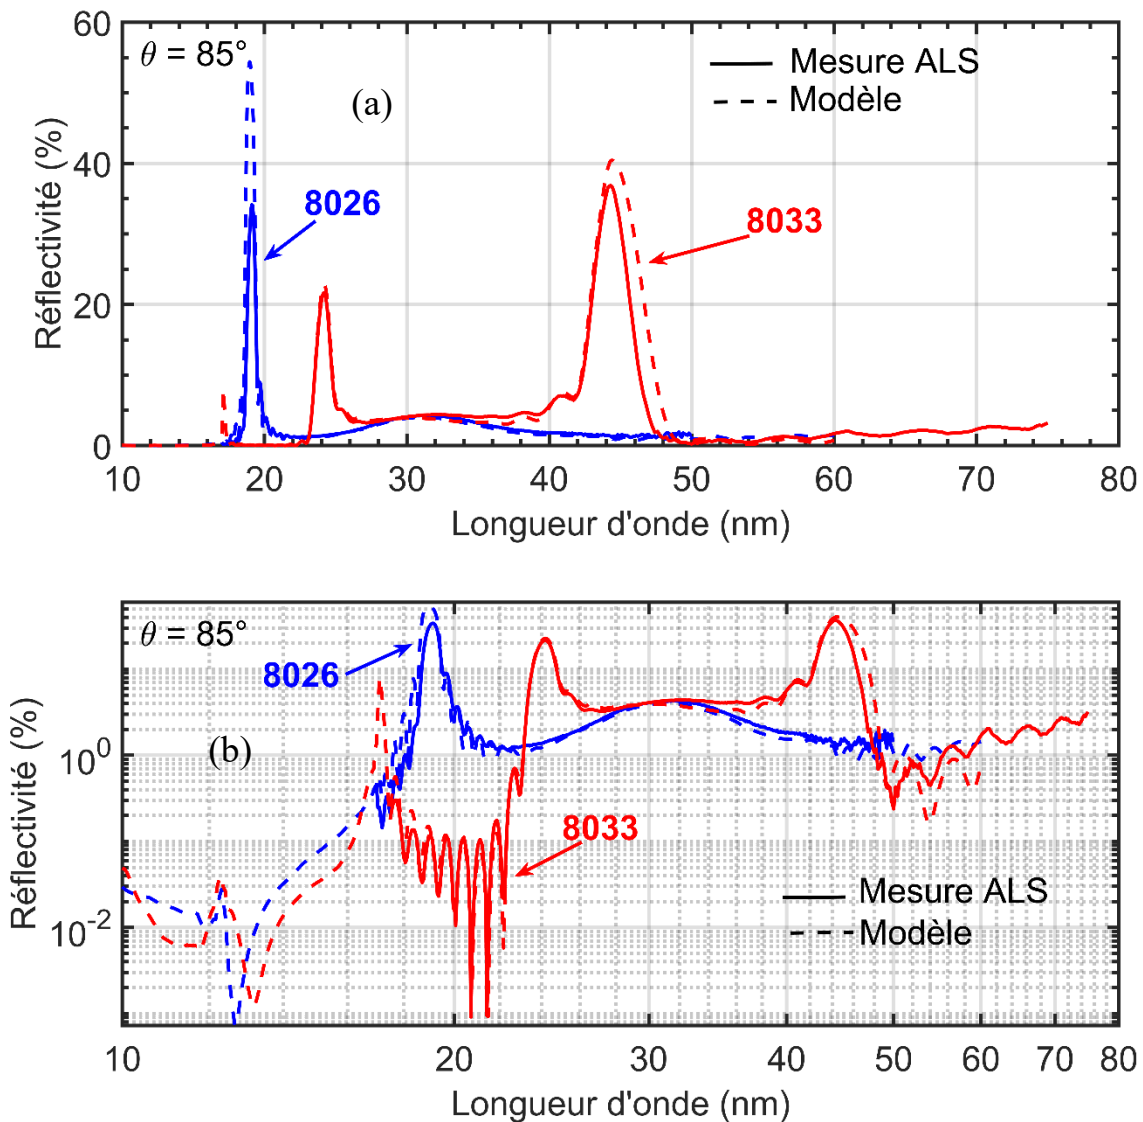 60
40
20
0
Réflectivité (%)
θ = 85°
(a)
Mesure ALS
Modèle
8026
8033
10 20 30 40 50 60 70 80
Longueur d'onde (nm)
θ = 85°
8026
(b)
8033
Mesure ALS
Modèle
10⁰
10⁻²
Réflectivité (%)
10 20 30 40 50 60 70 80
Longueur d'onde (nm)